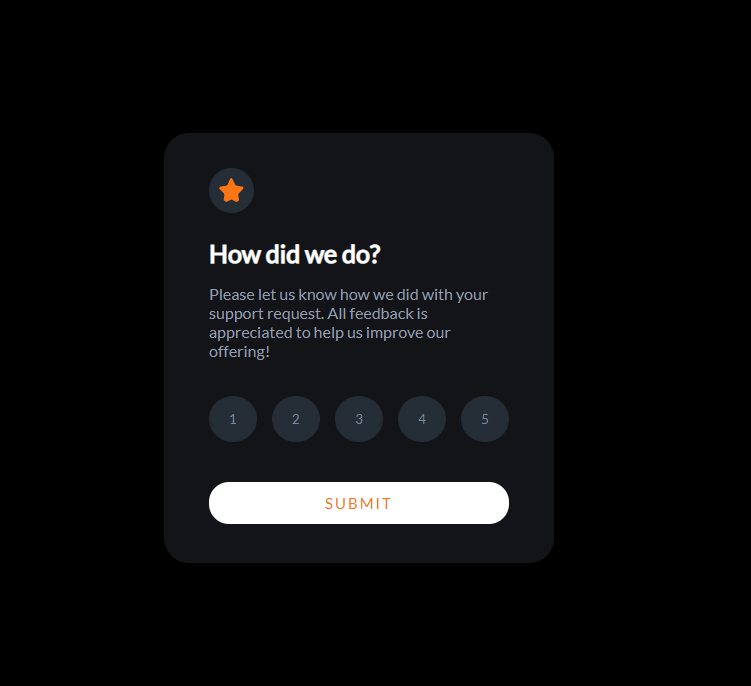 How did we do?
Please let us know how we did with your
support request. All feedback is
appreciated to help us improve our
offering!
1 2 3 4 5
SUBMIT